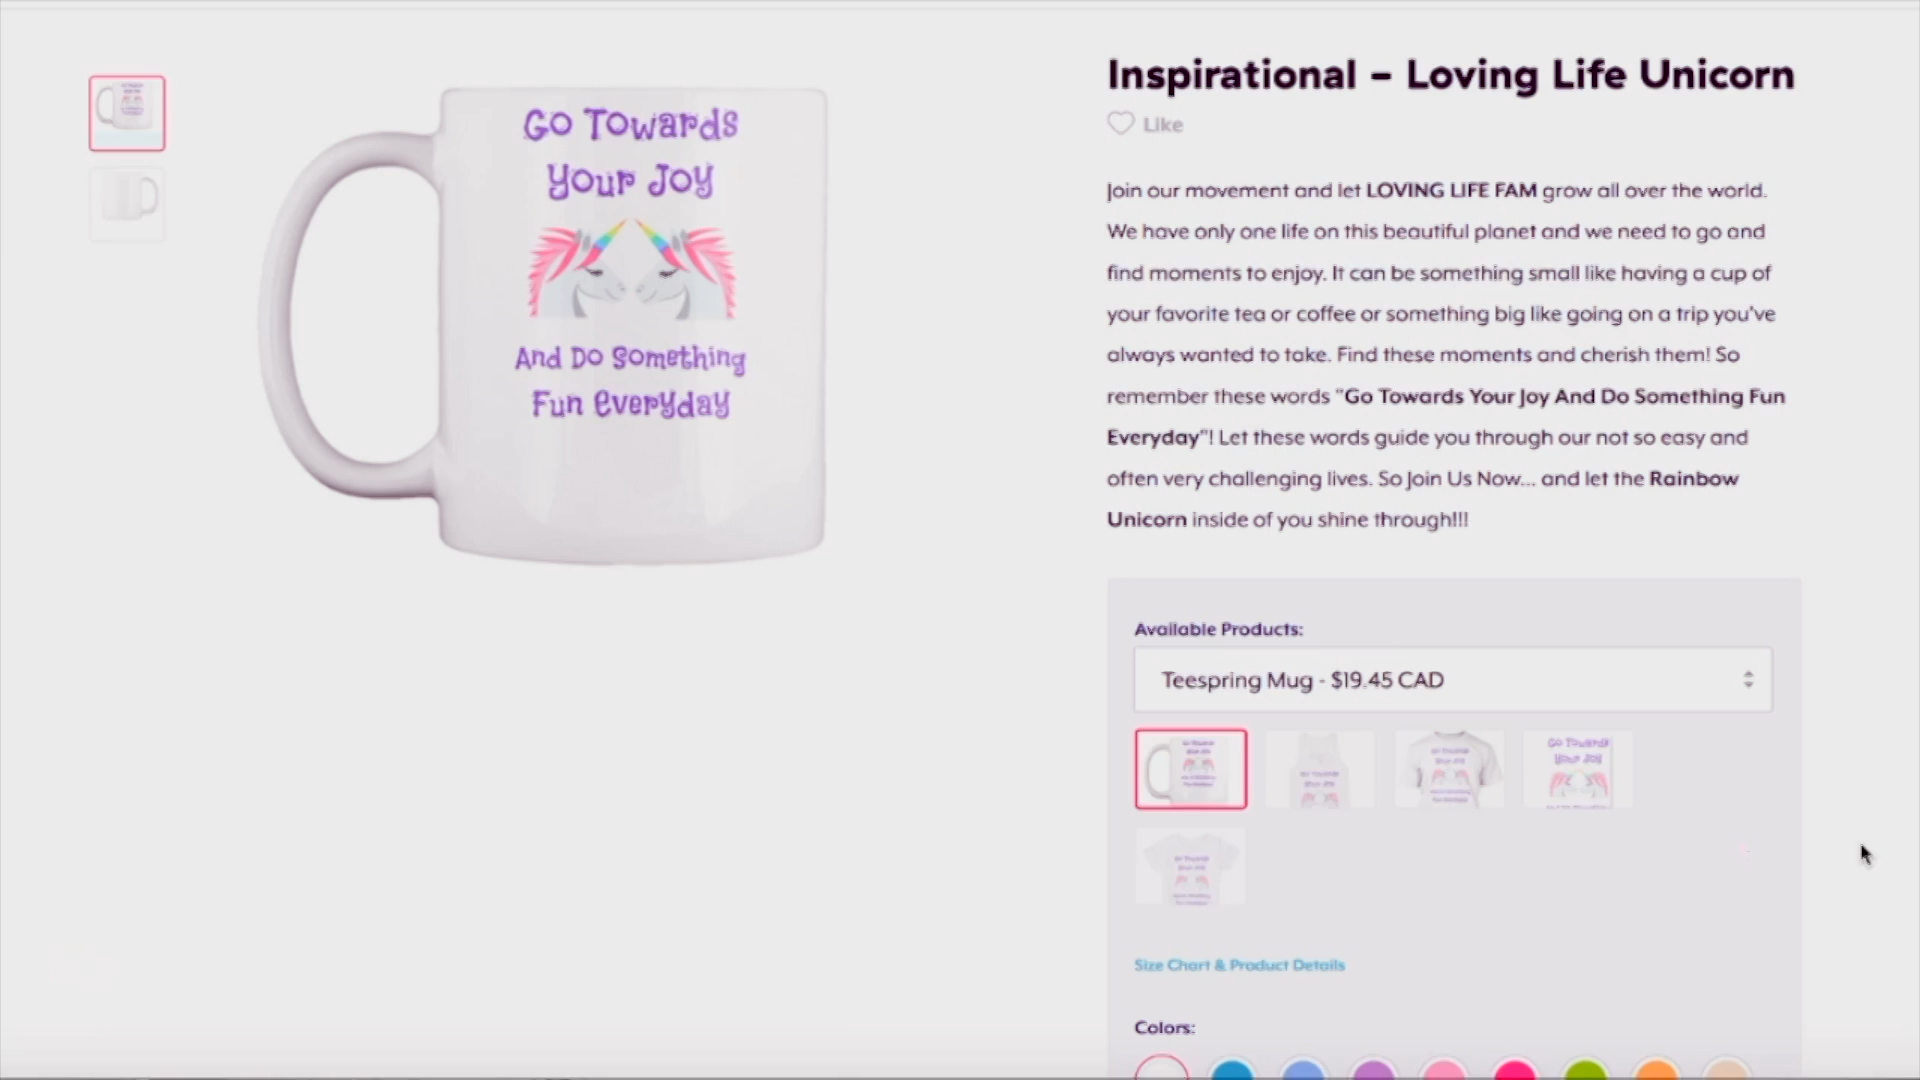 Inspirational – Loving Life Unicorn
Like
Go Towards
Your Joy
And Do Something
Fun Everyday
Join our movement and let LOVING LIFE FAM grow all over the world.
We have only one life on this beautiful planet and we need to go and
find moments to enjoy. It can be something small like having a cup of
your favorite tea or coffee or something big like going on a trip you've
always wanted to take. Find these moments and cherish them! So
remember these words "Go Towards Your Joy And Do Something Fun
Everyday"! Let these words guide you through our not so easy and
often very challenging lives. So Join Us Now... and let the Rainbow
Unicorn inside of you shine through!!!
Available Products:
Teespring Mug - $19.45 CAD
Go Towards
Your Joy
Size Chart & Product Details
Colors: